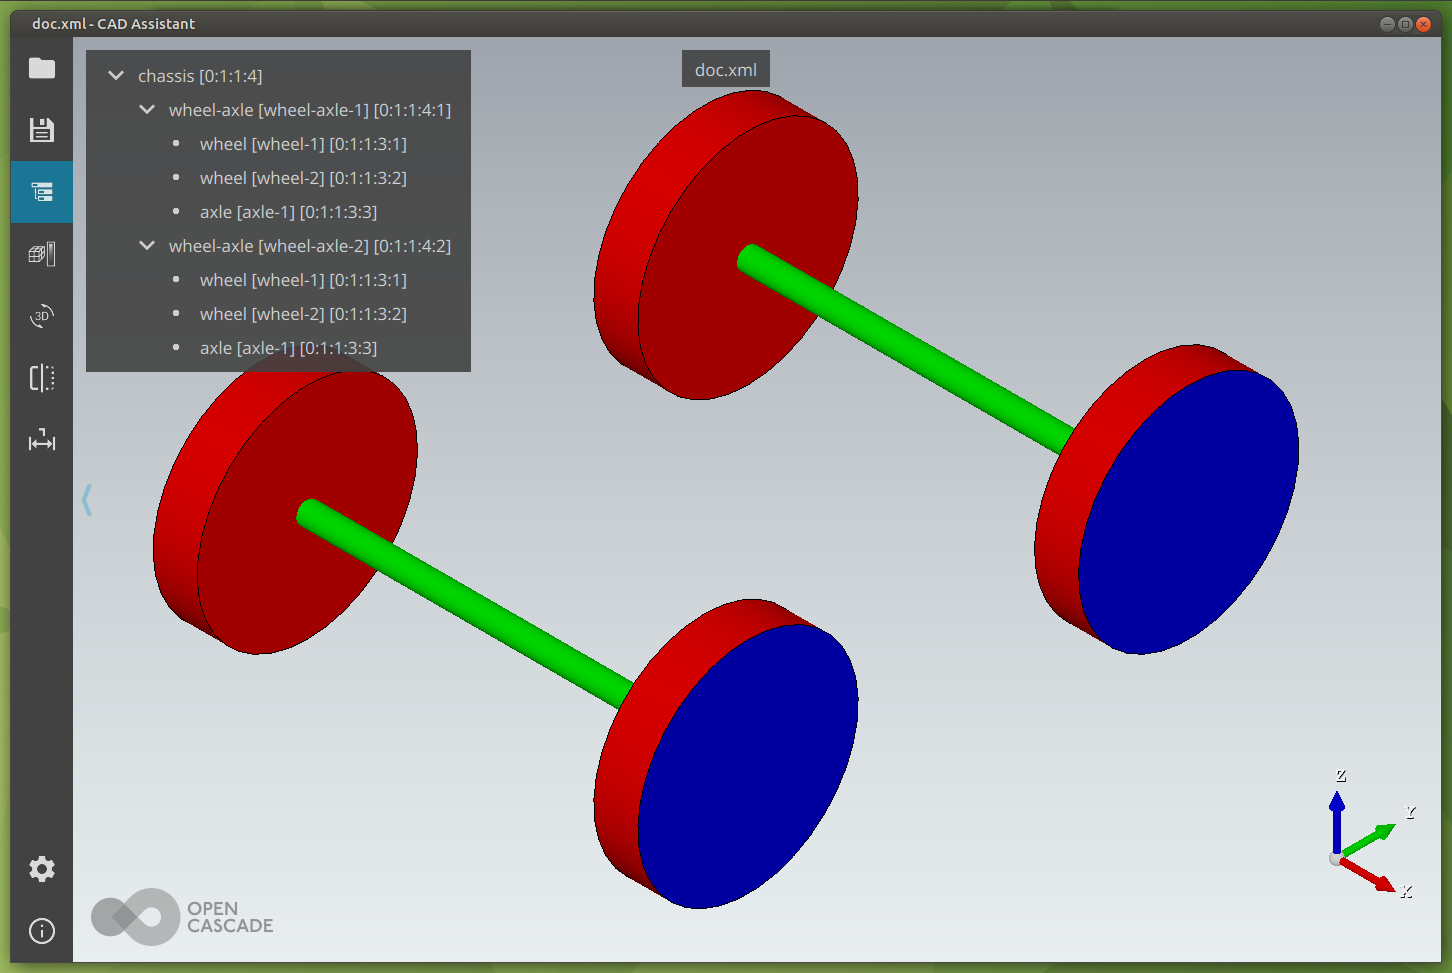 doc.xml - CAD Assistant
doc.xml
chassis [0:1:1:4]
wheel-axle [wheel-axle-1] [0:1:1:4:1]
wheel [wheel-1] [0:1:1:3:1]
wheel [wheel-2] [0:1:1:3:2]
axle [axle-1] [0:1:1:3:3]
wheel-axle [wheel-axle-2] [0:1:1:4:2]
wheel [wheel-1] [0:1:1:3:1]
wheel [wheel-2] [0:1:1:3:2]
axle [axle-1] [0:1:1:3:3]
3D
Z
Y
X
OPEN
CASCADE